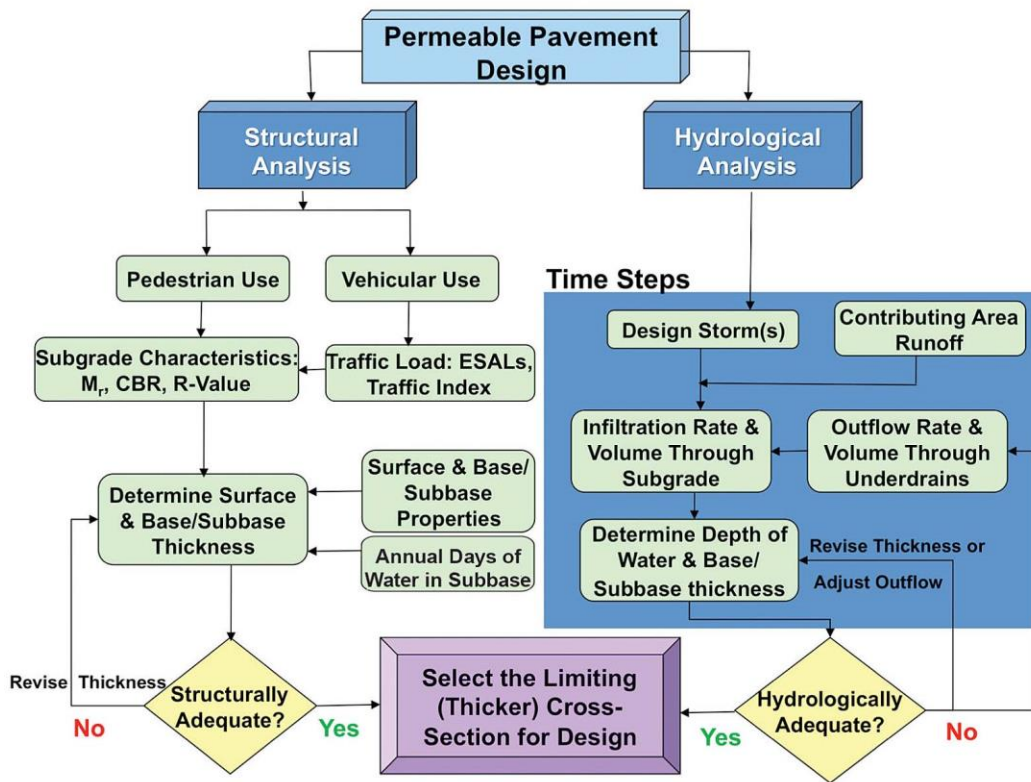 Permeable Pavement
Design
Structural
Analysis
Hydrological
Analysis
Pedestrian Use
Vehicular Use
Subgrade Characteristics:
Mr, CBR, R-Value
Traffic Load: ESALs,
Traffic Index
Surface & Base/
Subbase
Properties
Determine Surface
& Base/Subbase
Thickness
Annual Days of
Water in Subbase
Revise Thickness
No
Structurally
Adequate?
Yes
Time Steps
Design Storm(s)
Contributing Area
Runoff
Infiltration Rate &
Volume Through
Subgrade
Outflow Rate &
Volume Through
Underdrains
Determine Depth of
Water & Base/
Subbase thickness
Revise Thickness or
Adjust Outflow
Hydrologically
Adequate?
Yes
No
Select the Limiting
(Thicker) Cross-
Section for Design